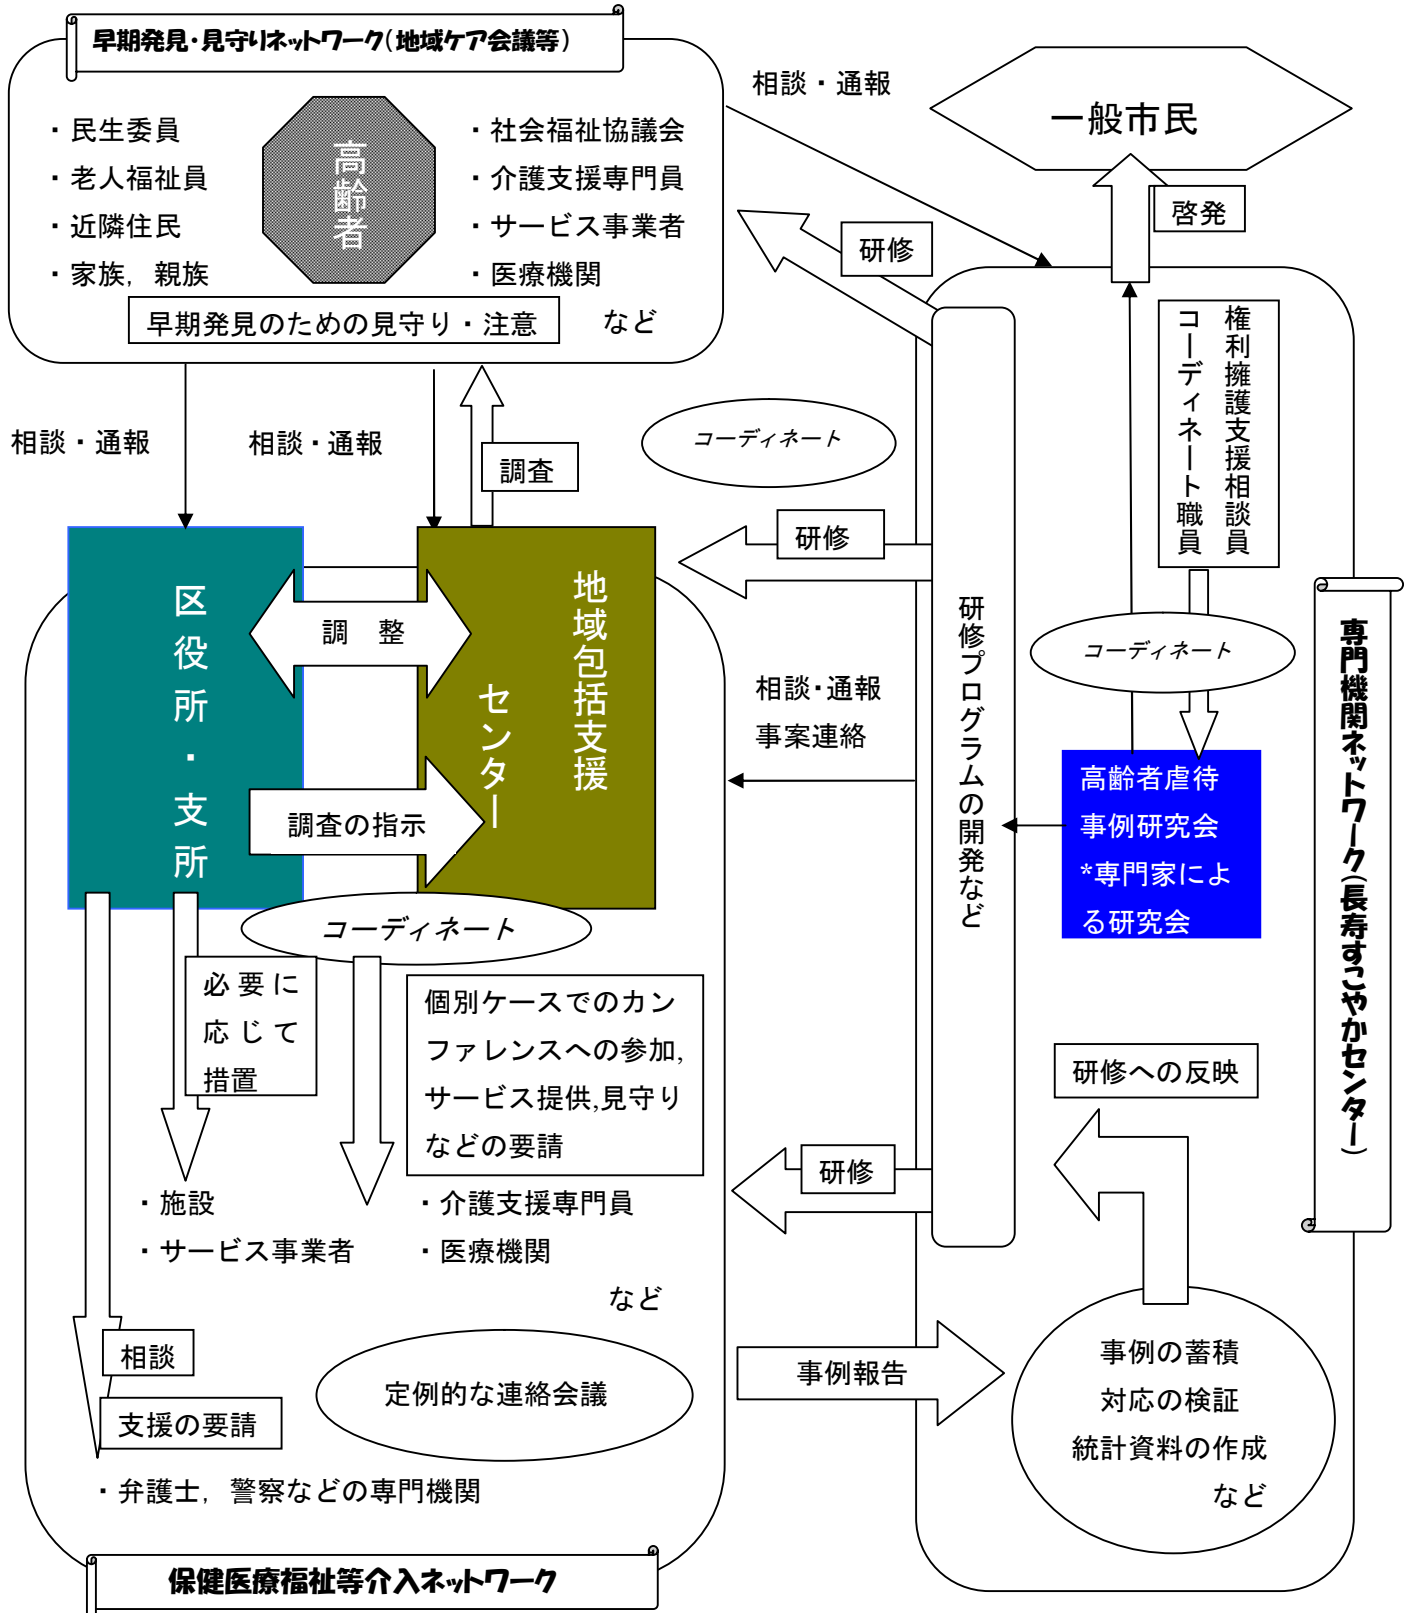 早期発見・見守りネットワーク(地域ケア会議等)
・民生委員
・老人福祉員
・近隣住民
・家族，親族
高齢者
・社会福祉協議会
・介護支援専門員
・サービス事業者
・医療機関
など
早期発見のための見守り・注意
相談・通報
一般市民
啓発
研修
相談・通報
相談・通報
調査
コーディネート
権利擁護支援相談員
コーディネート職員
研修
区役所・支所
調　整
地域包括支援
センター
調査の指示
コーディネート
相談・通報
事案連絡
研修プログラムの開発など
コーディネート
高齢者虐待
事例研究会
*専門家によ
る研究会
専門機関ネットワーク(長寿すこやかセンター)
必要に
応じて
措置
個別ケースでのカン
ファレンスへの参加,
サービス提供,見守り
などの要請
・施設
・サービス事業者
・介護支援専門員
・医療機関
など
研修
研修への反映
相談
支援の要請
定例的な連絡会議
事例報告
事例の蓄積
対応の検証
統計資料の作成
など
・弁護士，警察などの専門機関
保健医療福祉等介入ネットワーク